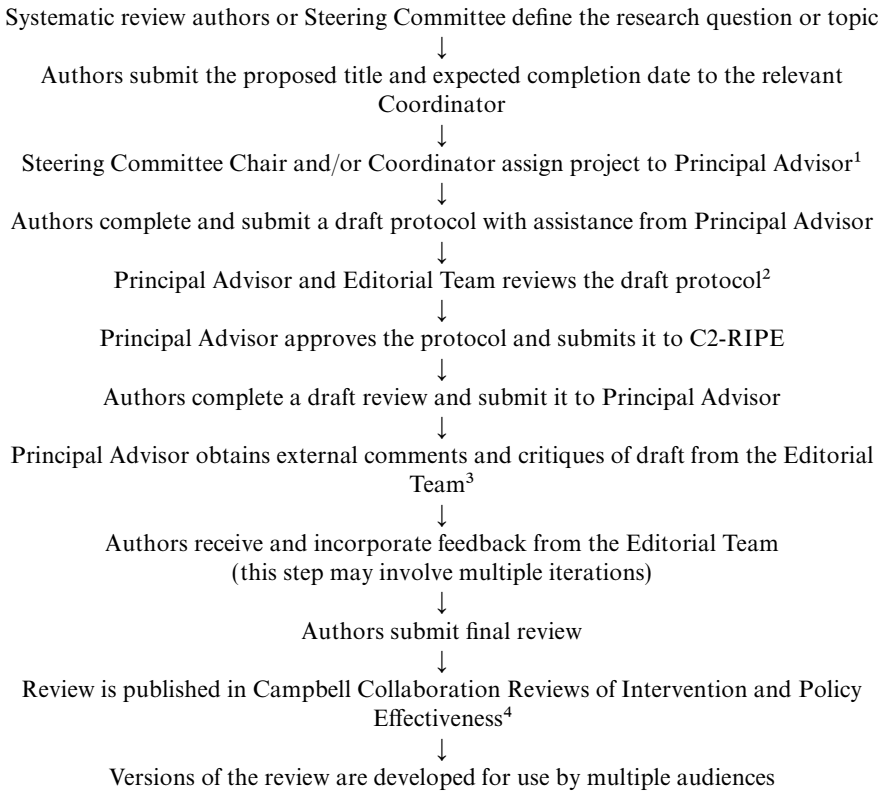 Systematic review authors or Steering Committee define the research question or topic
↓
Authors submit the proposed title and expected completion date to the relevant
Coordinator
↓
Steering Committee Chair and/or Coordinator assign project to Principal Advisor¹
↓
Authors complete and submit a draft protocol with assistance from Principal Advisor
↓
Principal Advisor and Editorial Team reviews the draft protocol²
↓
Principal Advisor approves the protocol and submits it to C2-RIPE
↓
Authors complete a draft review and submit it to Principal Advisor
↓
Principal Advisor obtains external comments and critiques of draft from the Editorial
Team³
↓
Authors receive and incorporate feedback from the Editorial Team
(this step may involve multiple iterations)
↓
Authors submit final review
↓
Review is published in Campbell Collaboration Reviews of Intervention and Policy
Effectiveness⁴
↓
Versions of the review are developed for use by multiple audiences